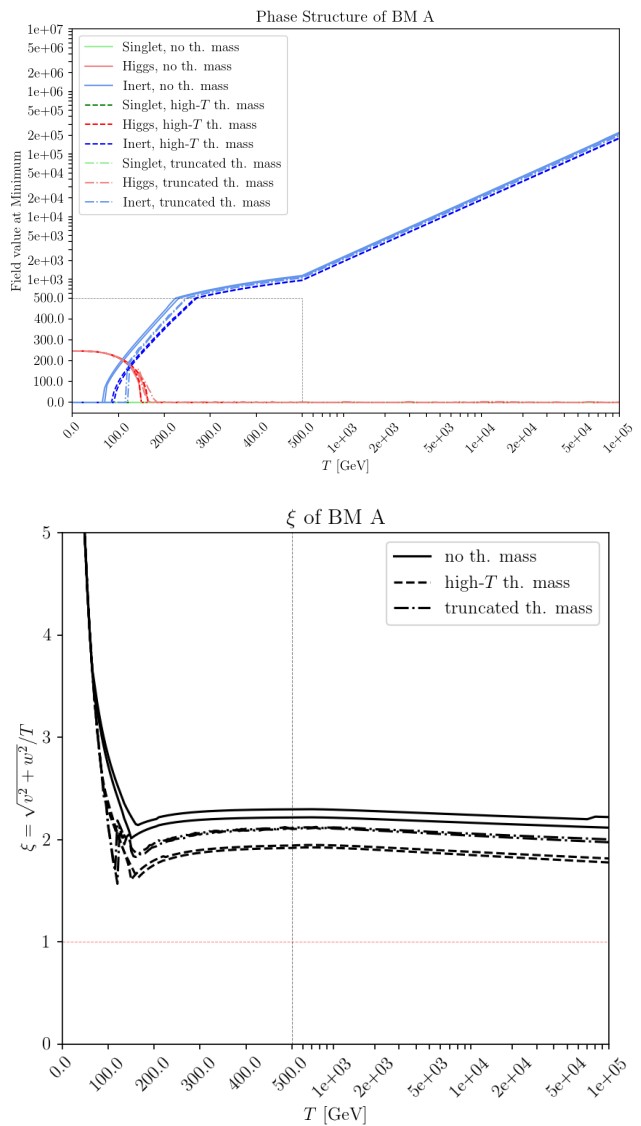 Phase Structure of BM A
Field value at Minimum
1e+07
5e+06
2e+06
1e+06
5e+05
2e+05
1e+05
5e+04
2e+04
1e+04
5e+03
2e+03
1e+03
500.0
400.0
300.0
200.0
100.0
0.0
Singlet, no th. mass
Higgs, no th. mass
Inert, no th. mass
Singlet, high-T th. mass
Higgs, high-T th. mass
Inert, high-T th. mass
Singlet, truncated th. mass
Higgs, truncated th. mass
Inert, truncated th. mass
0.0 100.0 200.0 300.0 400.0 500.0 1e+03 2e+03 5e+03 1e+04 2e+04 5e+04 1e+05
T [GeV]
ξ of BM A
ξ = √v² + w²/T
5
4
3
2
1
0
no th. mass
high-T th. mass
truncated th. mass
0.0 100.0 200.0 300.0 400.0 500.0 1e+03 2e+03 5e+03 1e+04 2e+04 5e+04 1e+05
T [GeV]